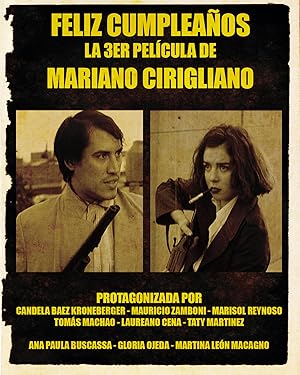 FELIZ CUMPLEAÑOS
LA 3ER PELÍCULA DE
MARIANO CIRIGLIANO
PROTAGONIZADA POR
CANDELA BAEZ KRONEBERGER - MAURICIO ZAMBONI - MARISOL REYNOSO
TOMÁS MACHAO - LAUREANO CENA - TATY MARTINEZ
ANA PAULA BUSCASSA - GLORIA OJEDA - MARTINA LEÓN MACAGNO